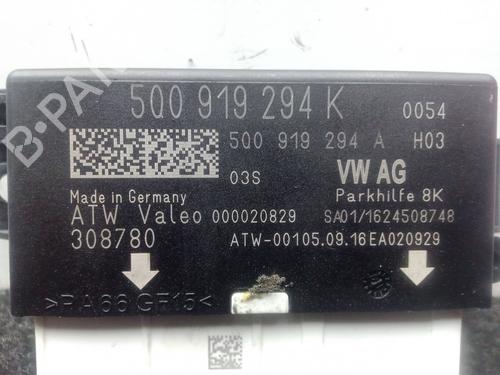 5Q0 919 294 K 0054
5Q0 919 294 A H03
03S VW AG
Made in Germany Parkhilfe 8K
ATW Valeo 000020829 SA01/1624508748
308780 ATW-00105.09.16EA020929
>PA66 GF15<
B-PARTS